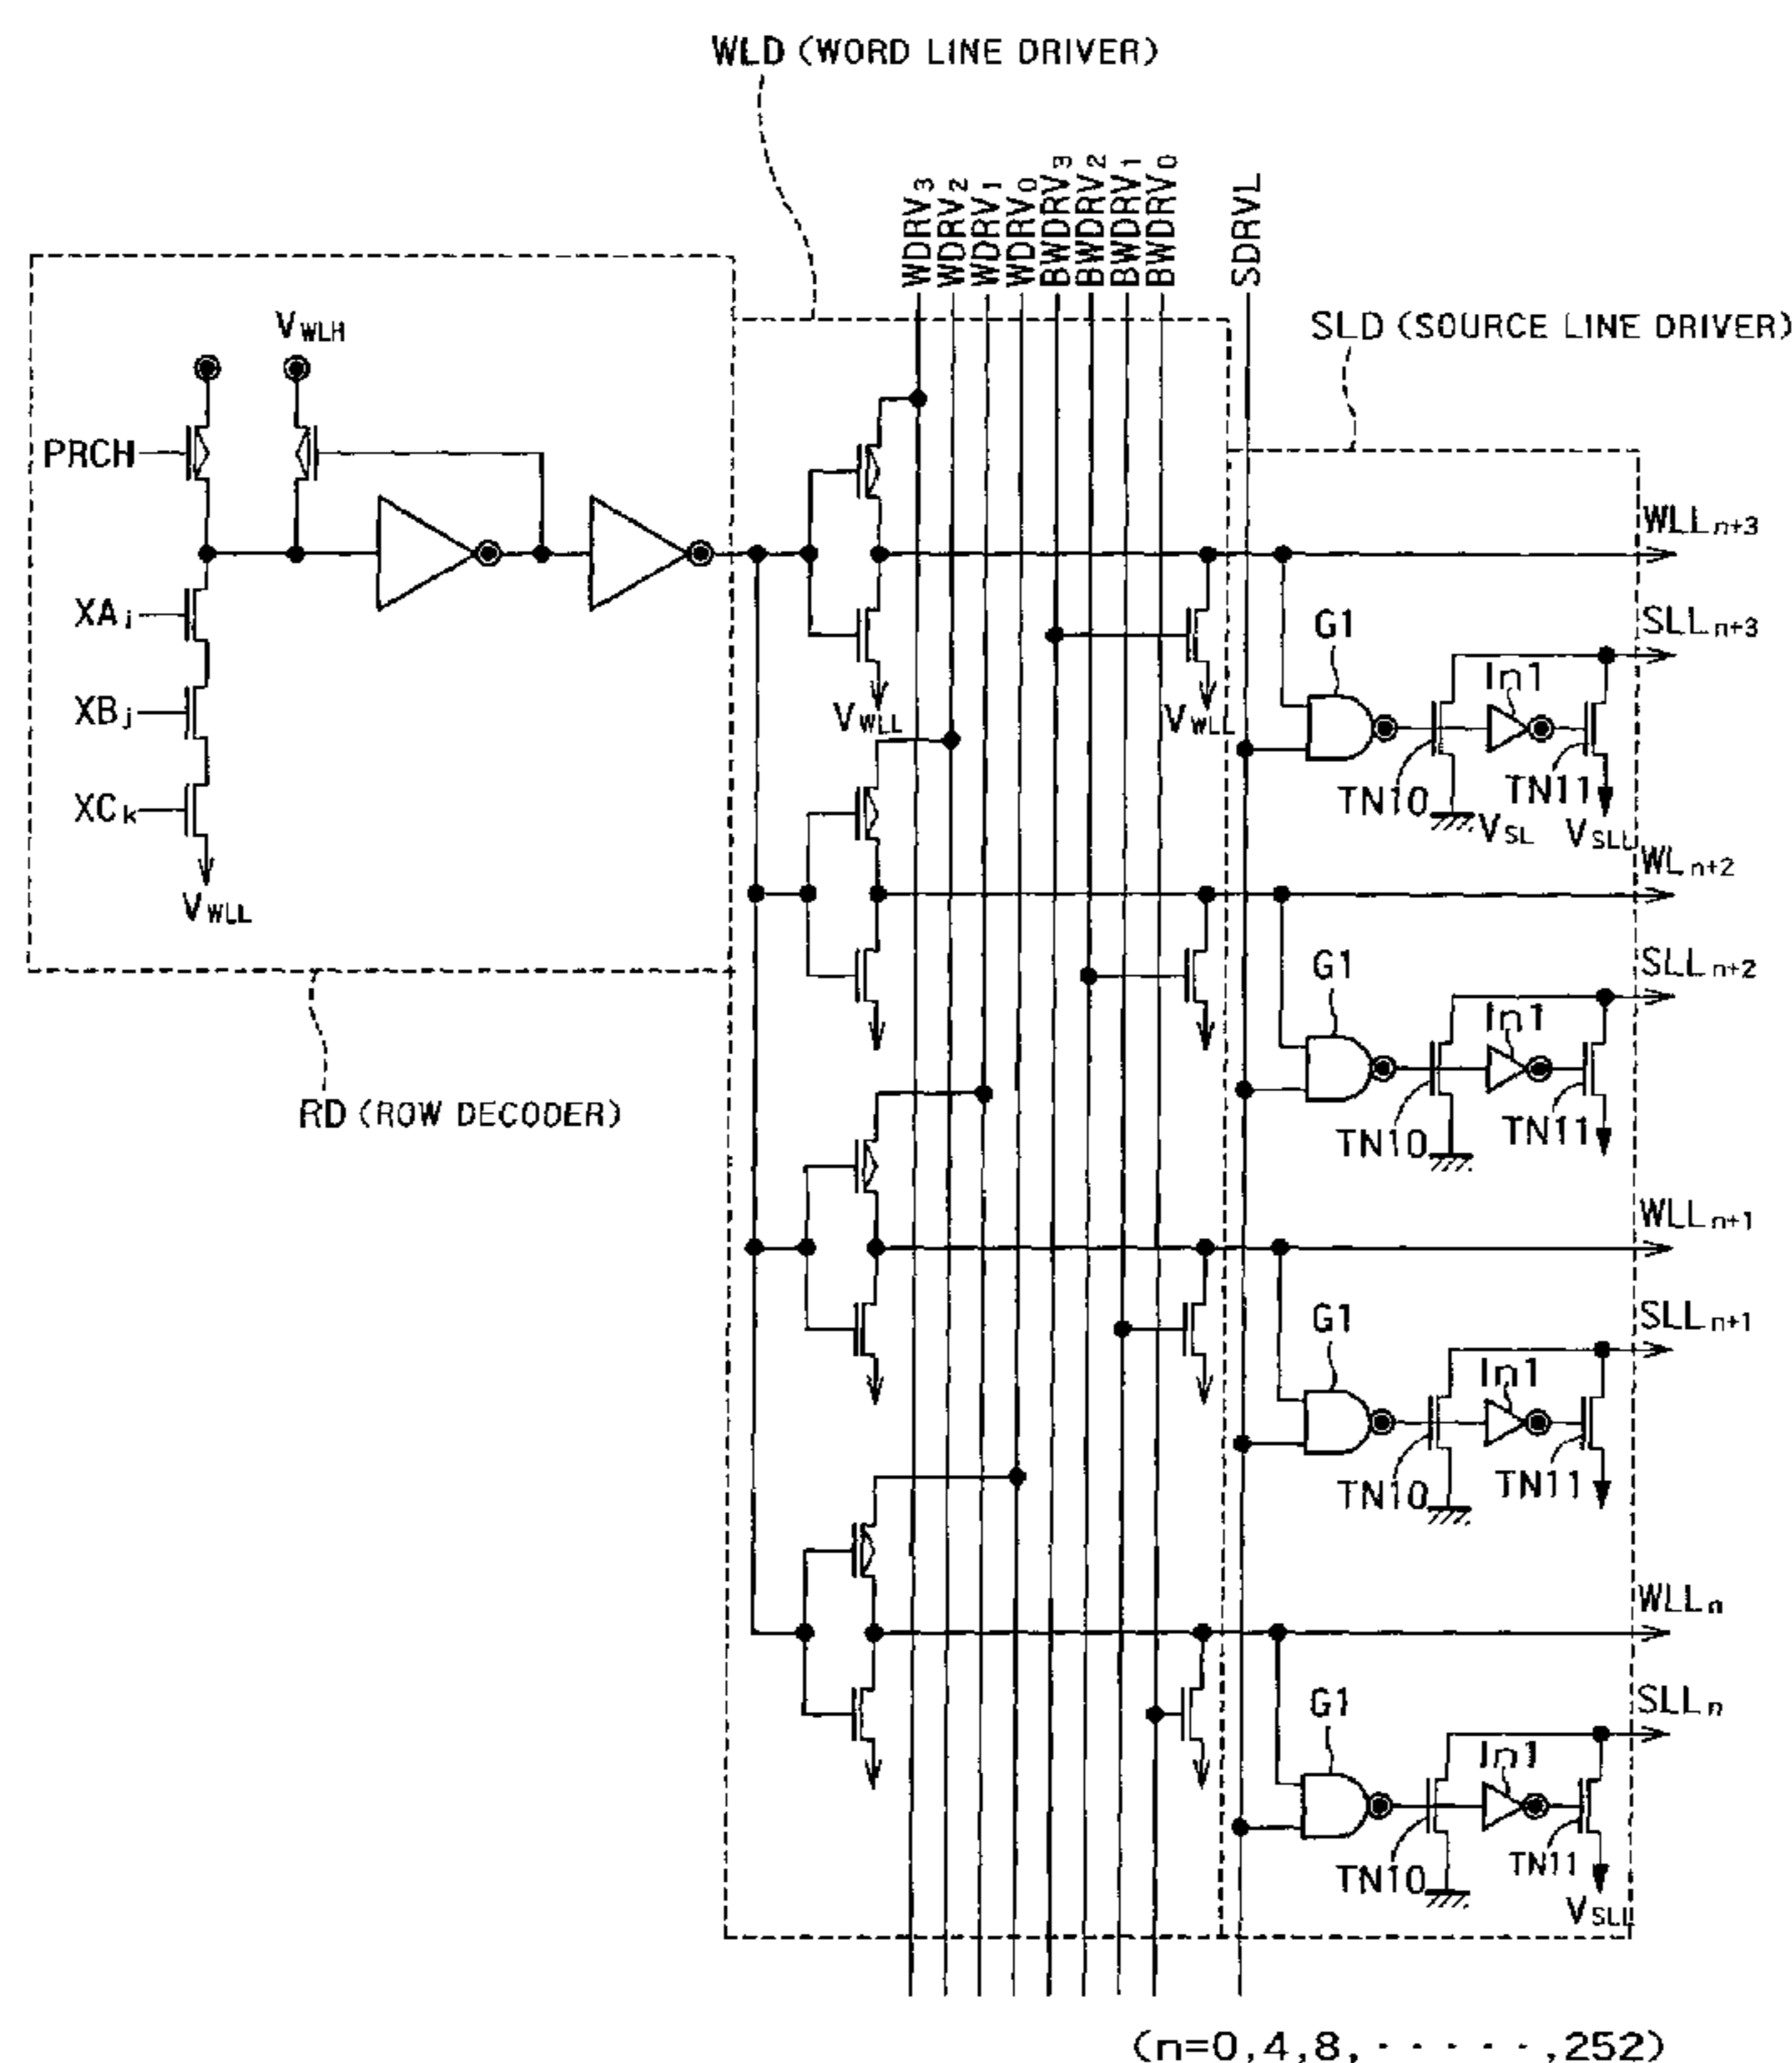 WLD (WORD LINE DRIVER)
WDRV3
WDRV2
WDRV1
WDRV0
BWDRV3
BWDRV2
BWDRV1
BWDRV0
SDRVL
SLD (SOURCE LINE DRIVER)
VWLH
PRCH
WLLn+3
XAi
SLLn+3
G1
In1
XBj
VWLL
VWLL
TN10
TN11
XCk
VSL
VSLL
WLn+2
VWLL
SLLn+2
G1
In1
RD (ROW DECODER)
TN10
TN11
WLLn+1
SLLn+1
G1
In1
TN10
TN11
WLLn
SLLn
G1
In1
TN10
TN11
VSLL
(n=0,4,8, · · · · · ,252)